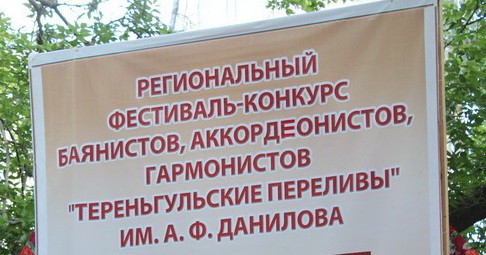 РЕГИОНАЛЬНЫЙ
ФЕСТИВАЛЬ-КОНКУРС
БАЯНИСТОВ, АККОРДЕОНИСТОВ,
ГАРМОНИСТОВ
"ТЕРЕНЬГУЛЬСКИЕ ПЕРЕЛИВЫ"
ИМ. А. Ф. ДАНИЛОВА